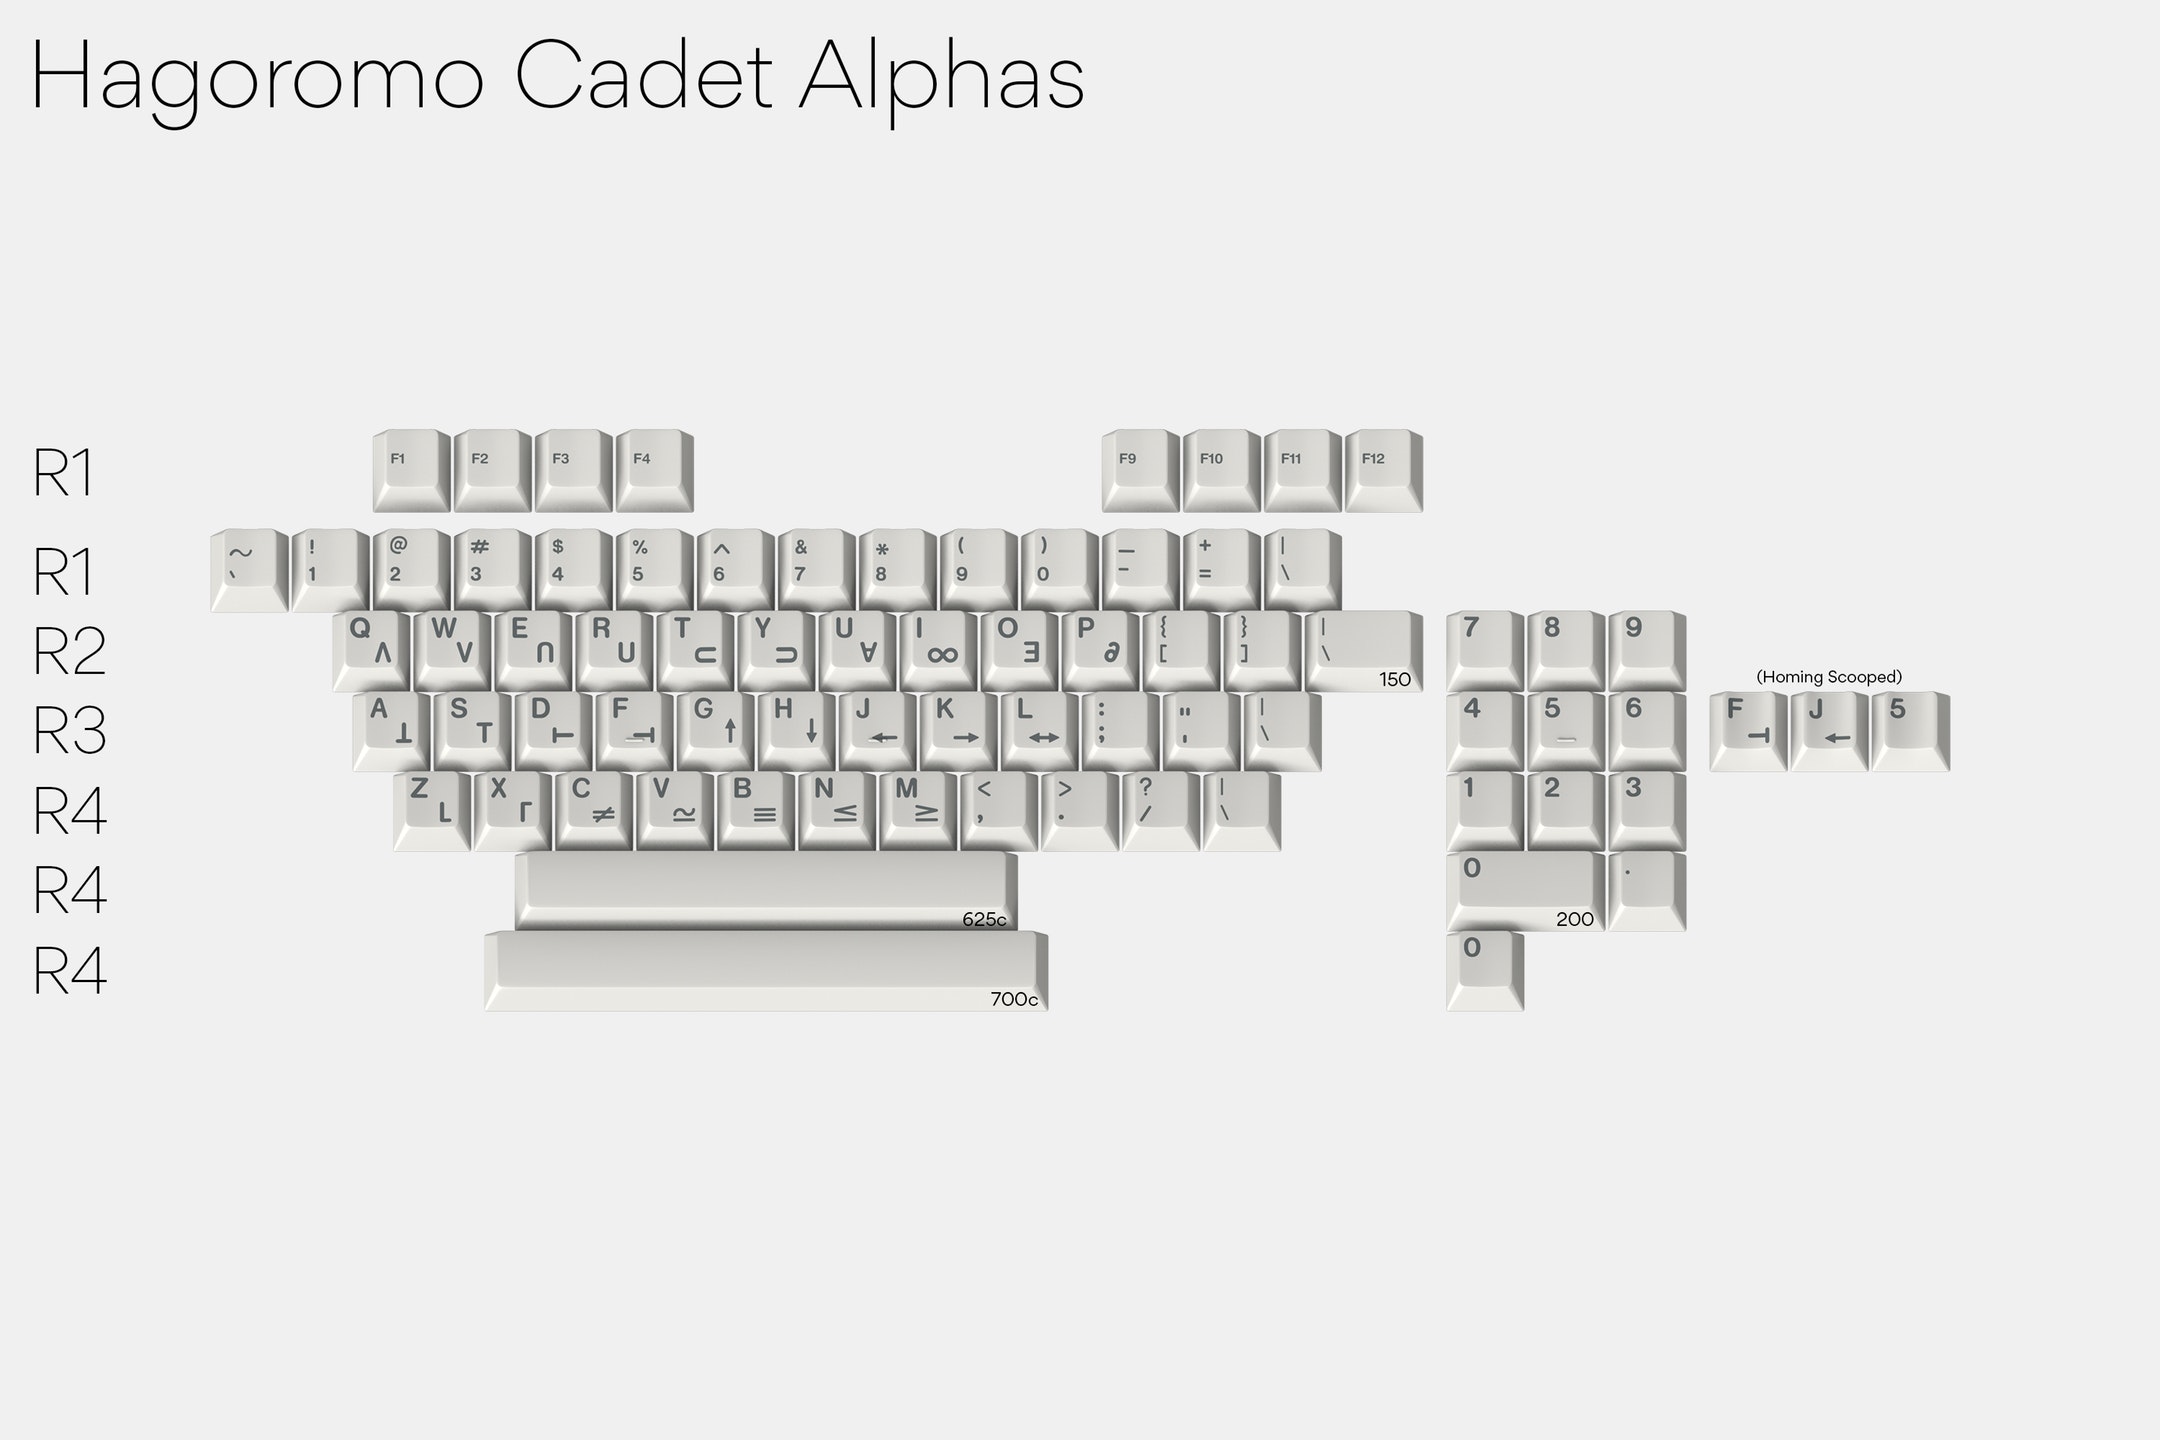 Hagoromo Cadet Alphas
R1 F1 F2 F3 F4 F9 F10 F11 F12
~ ! @ # $ % ^ & * ( ) _ + |
R1 ` 1 2 3 4 5 6 7 8 9 0 - = \
Q W E R T Y U I O P { } | 7 8 9
R2 ∧ ∨ ∩ ∪ ⊂ ⊃ ∀ ∞ ∃ ∂ [ ] \
150
(Homing Scooped)
A S D F G H J K L : " | 4 5 6 F J 5
R3 ⊥ ⊤ ⊢ ⊣ ↑ ↓ ← → ↔ ; ' \ ⊣ ←
Z X C V B N M < > ? | 1 2 3
R4 ⌊ ⌈ ≠ ≃ ≡ ≤ ≥ , . / \
0 .
R4
625c 200
0
R4
700c